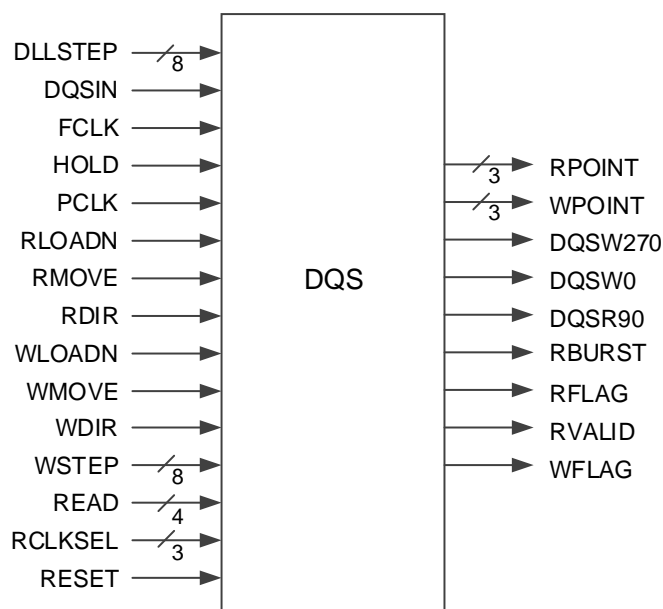 DLLSTEP
8
DQSIN
FCLK
HOLD
PCLK
RLOADN
RMOVE
RDIR
WLOADN
WMOVE
WDIR
WSTEP
8
READ
4
RCLKSEL
3
RESET
DQS
RPOINT
3
WPOINT
3
DQSW270
DQSW0
DQSR90
RBURST
RFLAG
RVALID
WFLAG